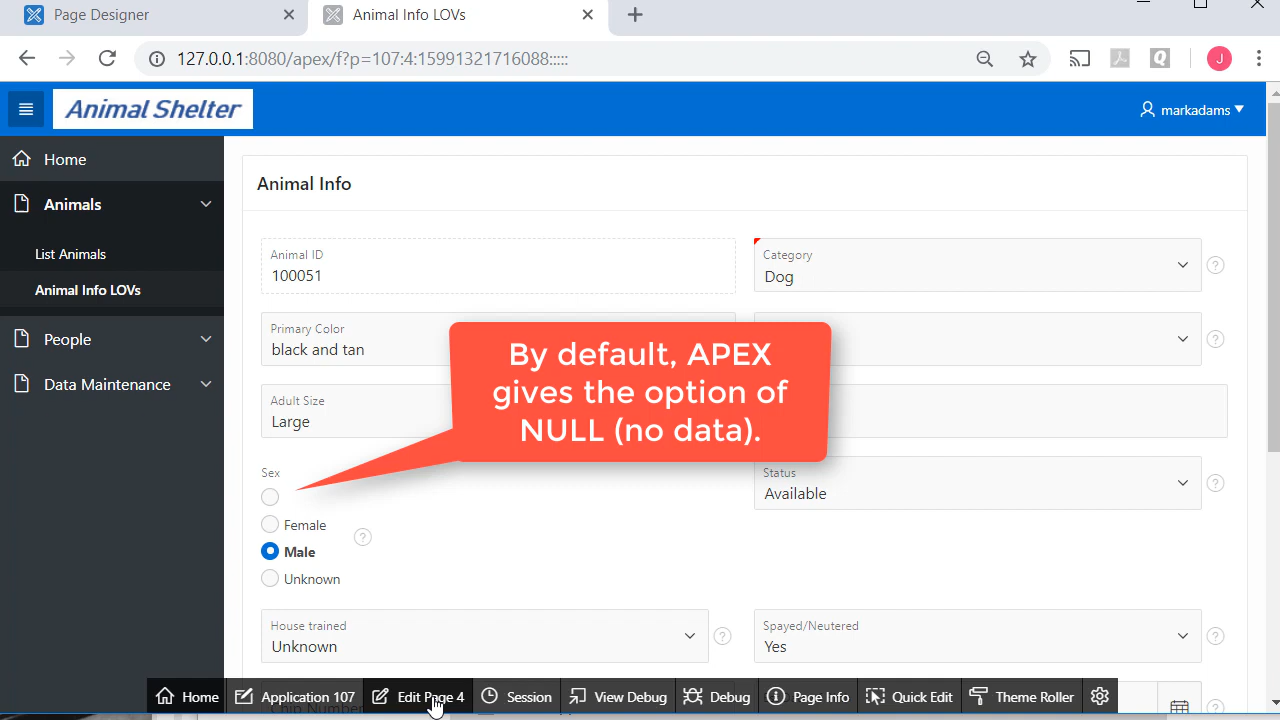 Page Designer
Animal Info LOVs
127.0.0.1:8080/apex/f?p=107:4:15991321716088:::::
J
Animal Shelter
markadams
Home
Animals
List Animals
Animal Info LOVs
People
Data Maintenance
Animal Info
Animal ID
100051
Category
Dog
?
Primary Color
black and tan
?
Adult Size
Large
By default, APEX
gives the option of
NULL (no data).
Sex
Female
Male
Unknown
?
Status
Available
?
House trained
Unknown
?
Spayed/Neutered
Yes
?
Chip Number
?
Home
Application 107
Edit Page 4
Session
View Debug
Debug
Page Info
Quick Edit
Theme Roller